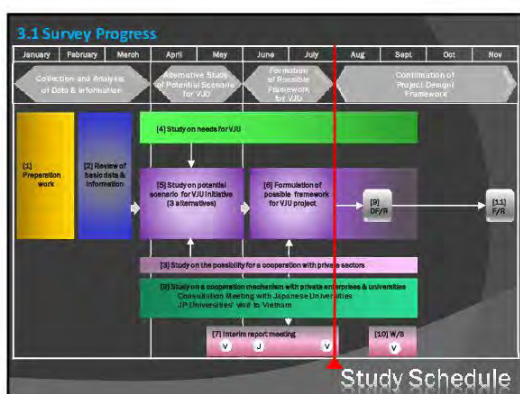 3.1 Survey Progress
January February March April May June July Aug Sept Oct Nov
Collection and Analysis
of Data & Information
Alternative Study
of Potential Scenario
for VJU
Formation
of Possible
Framework
for VJU
Confirmation of
Project Design/
Framework
[4] Study on needs for VJU
[1]
Preparation
work
[2] Review of
basic data &
information
[5] Study on potential
scenario for VJU initiative
(3 alternatives)
[6] Formulation of
possible framework
for VJU project
[9]
DF/R
[11]
F/R
[3] Study on the possibility for a cooperation with private sectors
Study on a cooperation mechanism with private enterprises & universities
Consultation Meeting with Japanese Universities
JP Universities' visit to Vietnam
[7] Interim report meeting
V J V
[10] W/S
V
Study Schedule